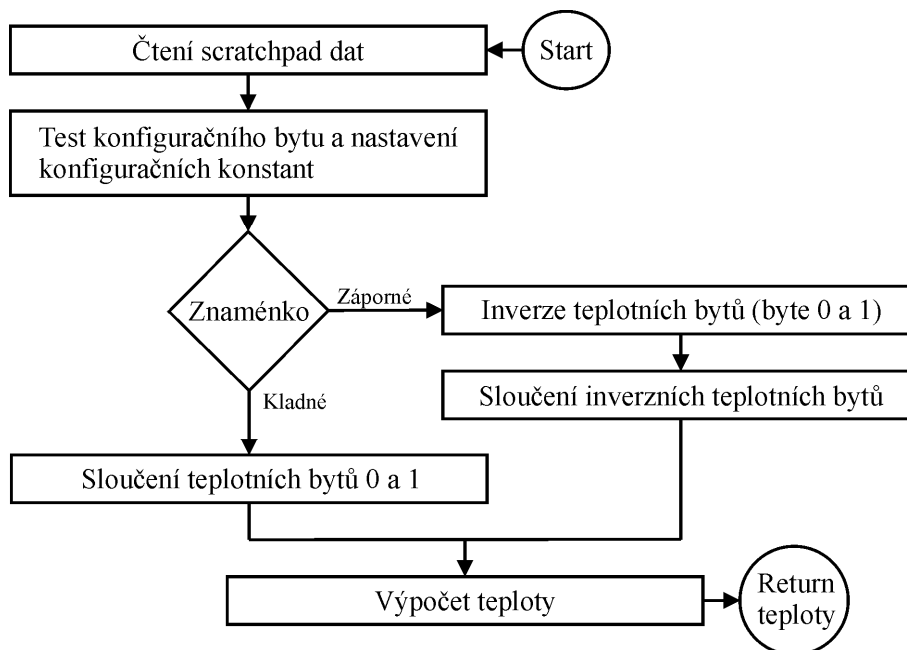 Čtení scratchpad dat
Start
Test konfiguračního bytu a nastavení
konfiguračních konstant
Znaménko
Záporné
Inverze teplotních bytů (byte 0 a 1)
Sloučení inverzních teplotních bytů
Kladné
Sloučení teplotních bytů 0 a 1
Výpočet teploty
Return
teploty